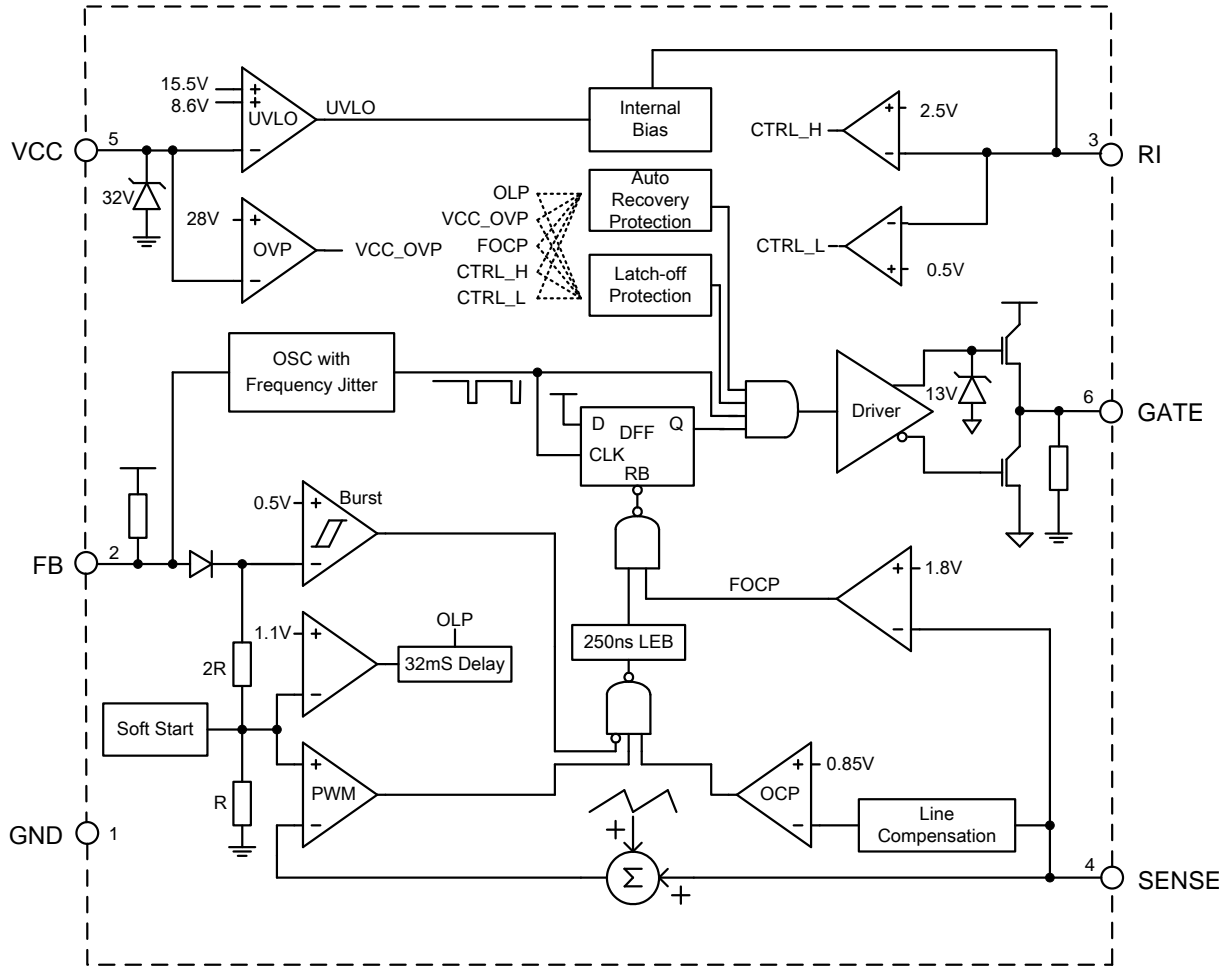 15.5V
8.6V
+
+
UVLO
−
UVLO
Internal
Bias
CTRL_H
+
2.5V
−
3
RI
VCC
5
32V
28V
+
OVP
−
VCC_OVP
OLP
VCC_OVP
FOCP
CTRL_H
CTRL_L
Auto
Recovery
Protection
Latch-off
Protection
CTRL_L
−
+
0.5V
OSC with
Frequency Jitter
D
DFF
Q
CLK
RB
Driver
13V
6
GATE
0.5V
+
Burst
−
FB
2
FOCP
+
1.8V
−
1.1V
+
−
OLP
32mS Delay
250ns LEB
2R
Soft Start
R
+
PWM
−
+
0.85V
OCP
−
Line
Compensation
GND
1
+
Σ
+
4
SENSE